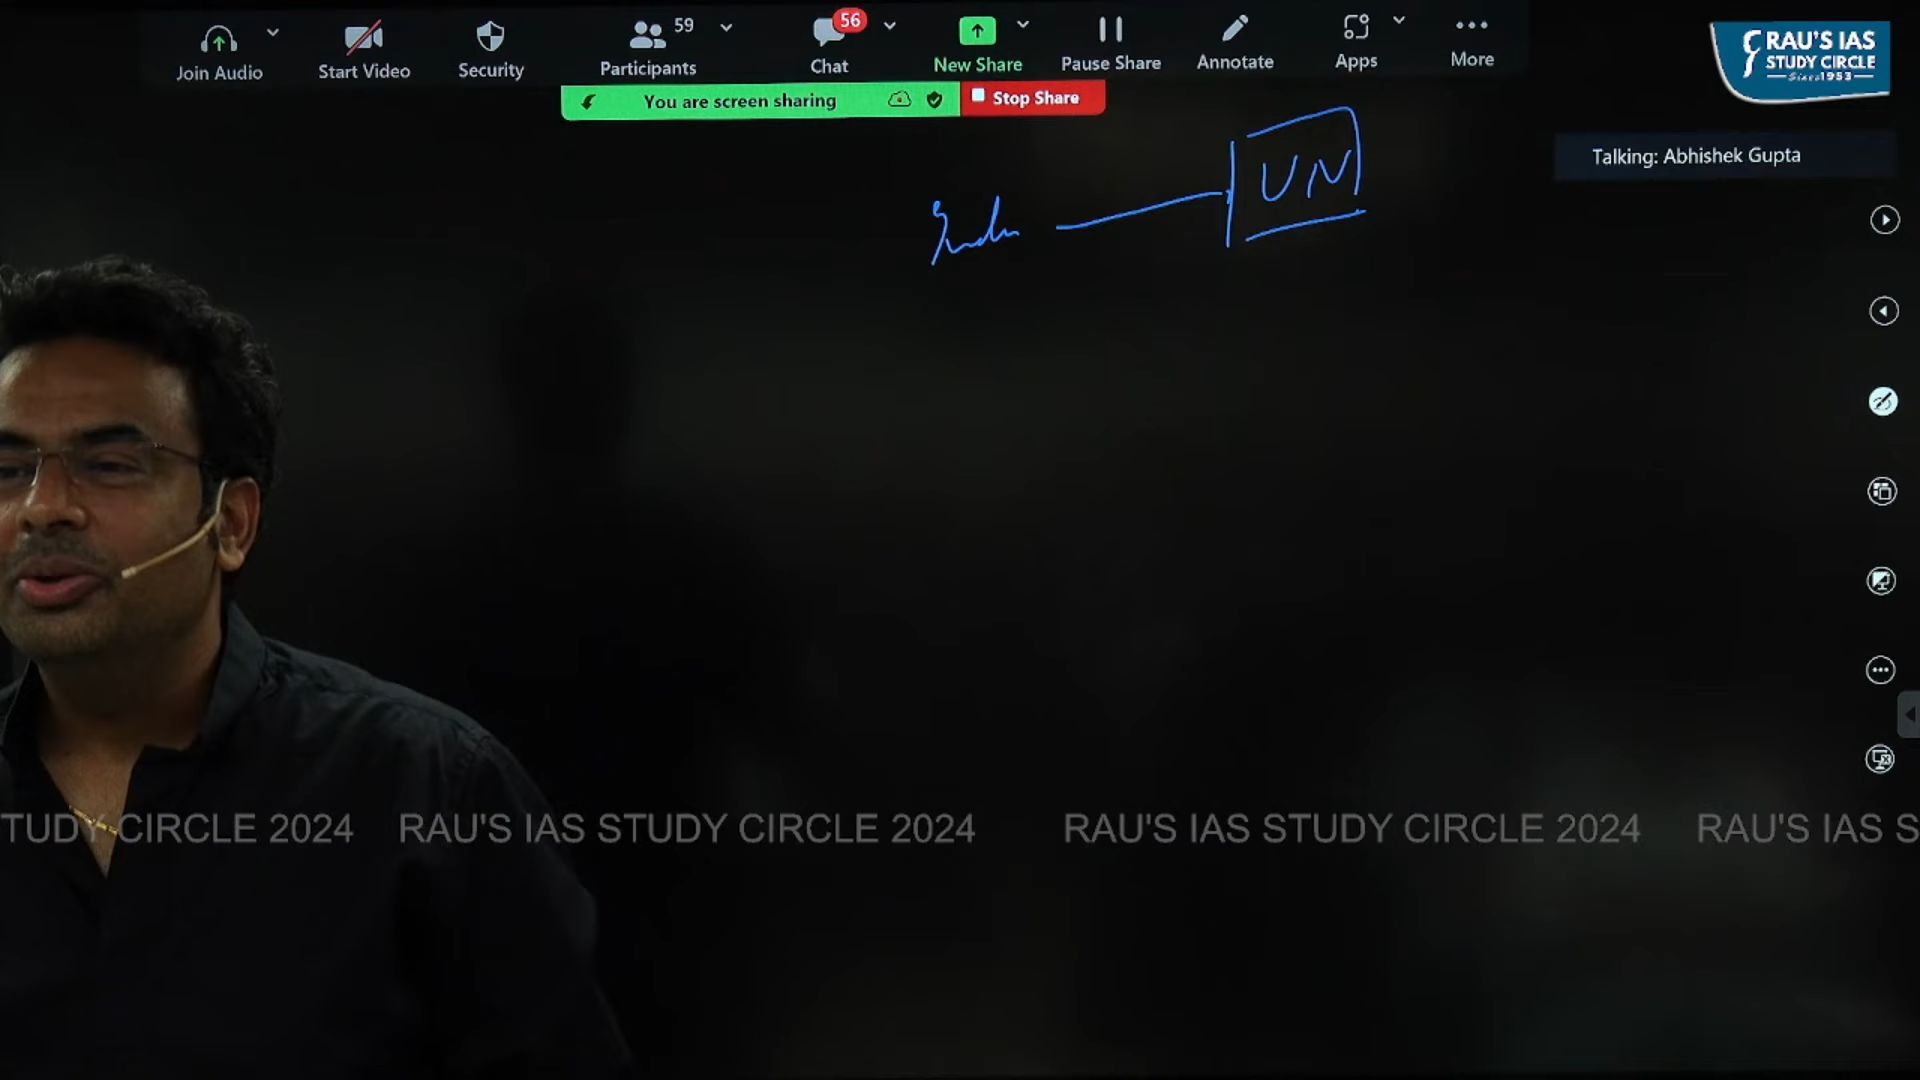 59
56
Join Audio
Start Video
Security
Participants
Chat
New Share
Pause Share
Annotate
Apps
More
RAU'S IAS
STUDY CIRCLE
Since 1953
You are screen sharing
Stop Share
Talking: Abhishek Gupta
India
UN
TUDY CIRCLE 2024 RAU'S IAS STUDY CIRCLE 2024 RAU'S IAS STUDY CIRCLE 2024 RAU'S IAS S